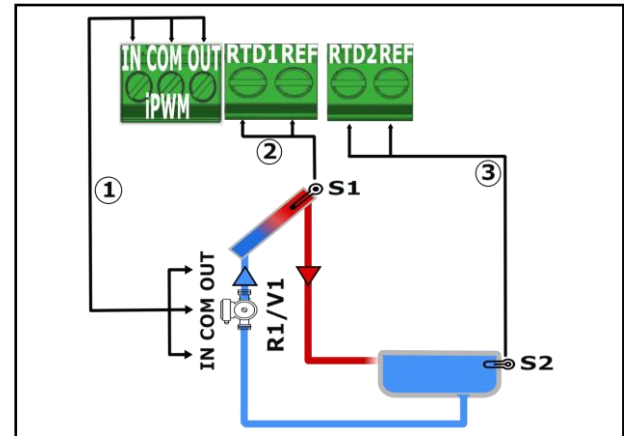 IN COM OUT
iPWM
RTD1 REF
RTD2 REF
1
2
3
S1
IN COM OUT
R1/V1
S2